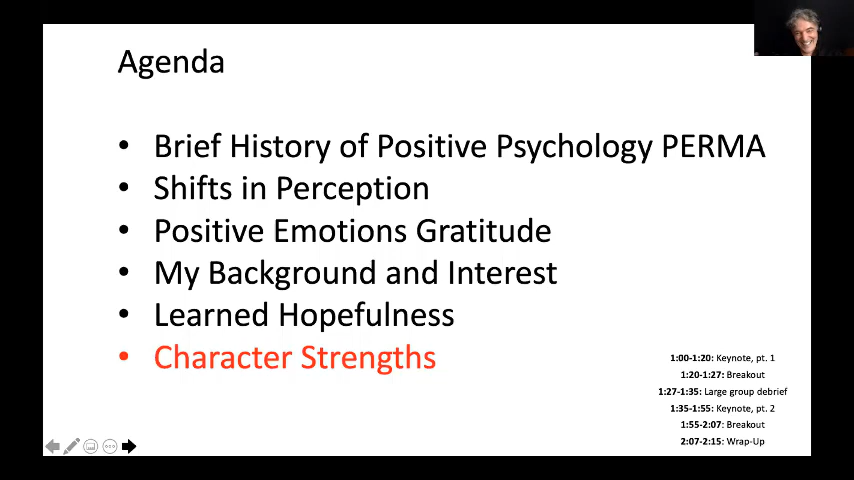 Agenda
• Brief History of Positive Psychology PERMA
• Shifts in Perception
• Positive Emotions Gratitude
• My Background and Interest
• Learned Hopefulness
• Character Strengths
1:00-1:20: Keynote, pt. 1
1:20-1:27: Breakout
1:27-1:35: Large group debrief
1:35-1:55: Keynote, pt. 2
1:55-2:07: Breakout
2:07-2:15: Wrap-Up